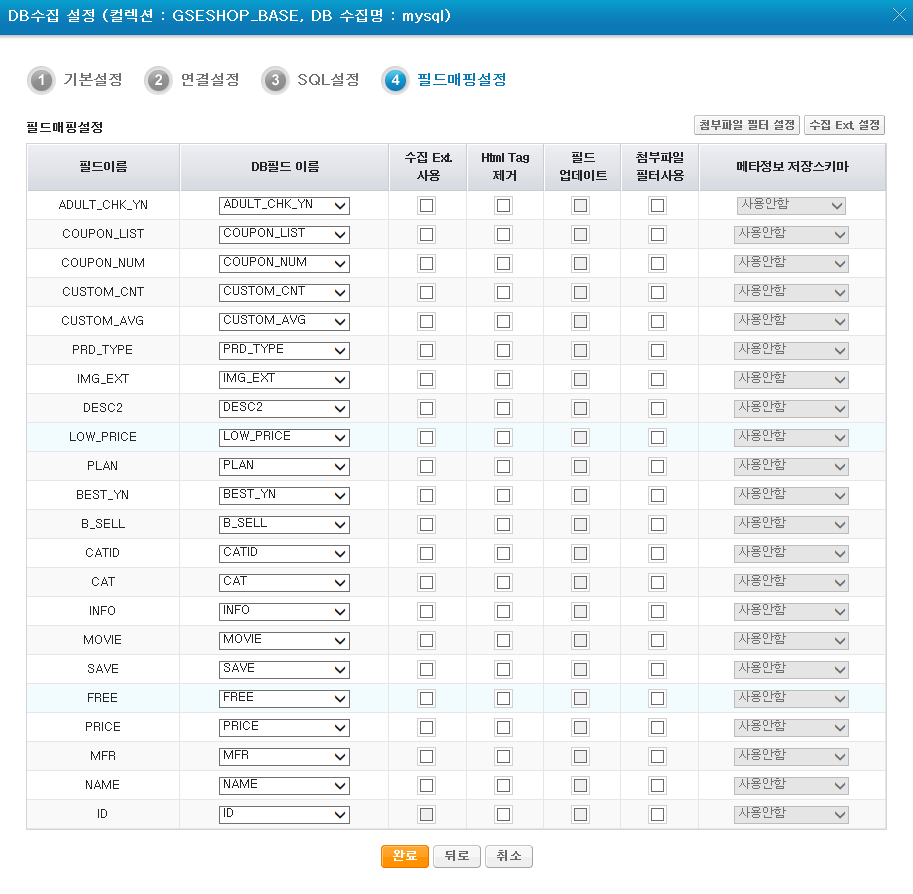 DB수집 설정 (컬렉션 : GSESHOP_BASE, DB 수집명 : mysql)
1 기본설정 2 연결설정 3 SQL설정 4 필드매핑설정
필드매핑설정 첨부파일 필터 설정 수집 Ext. 설정
필드이름 DB필드 이름 수집 Ext. 사용 Html Tag 제거 필드 업데이트 첨부파일 필터사용 메타정보 저장스키마
ADULT_CHK_YN ADULT_CHK_YN 사용안함
COUPON_LIST COUPON_LIST 사용안함
COUPON_NUM COUPON_NUM 사용안함
CUSTOM_CNT CUSTOM_CNT 사용안함
CUSTOM_AVG CUSTOM_AVG 사용안함
PRD_TYPE PRD_TYPE 사용안함
IMG_EXT IMG_EXT 사용안함
DESC2 DESC2 사용안함
LOW_PRICE LOW_PRICE 사용안함
PLAN PLAN 사용안함
BEST_YN BEST_YN 사용안함
B_SELL B_SELL 사용안함
CATID CATID 사용안함
CAT CAT 사용안함
INFO INFO 사용안함
MOVIE MOVIE 사용안함
SAVE SAVE 사용안함
FREE FREE 사용안함
PRICE PRICE 사용안함
MFR MFR 사용안함
NAME NAME 사용안함
ID ID 사용안함
완료 뒤로 취소